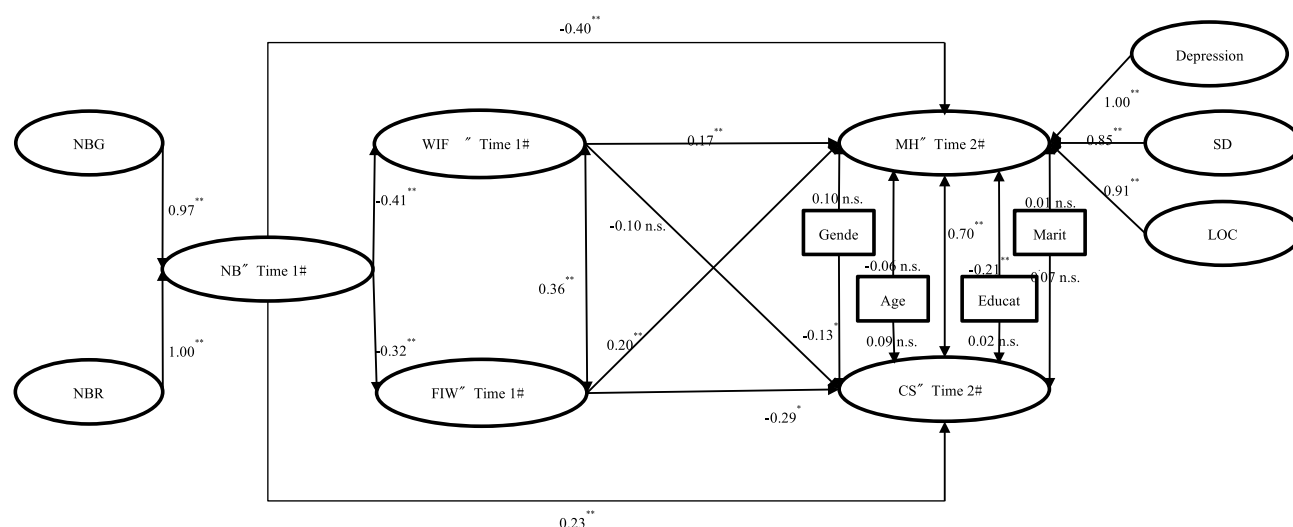 -0.40**
Depression
1.00**
NBG
WIF ″ Time 1#
0.17**
MH″ Time 2#
0.85**
SD
-0.41**
0.97**
0.10 n.s.
0.01 n.s.
0.91**
Gende
-0.10 n.s.
0.70**
Marit
LOC
NB″ Time 1#
-0.06 n.s.
-0.21**
0.07 n.s.
0.36**
Age
Educat
1.00**
-0.32**
0.20**
-0.13*
0.09 n.s.
0.02 n.s.
NBR
FIW″ Time 1#
CS″ Time 2#
-0.29*
0.23**